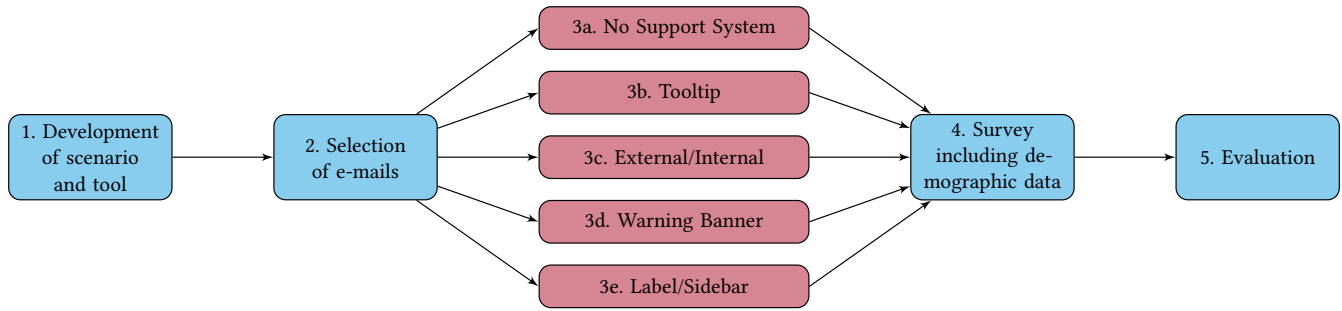 1. Development
of scenario
and tool
2. Selection
of e-mails
3a. No Support System
3b. Tooltip
3c. External/Internal
3d. Warning Banner
3e. Label/Sidebar
4. Survey
including de-
mographic data
5. Evaluation